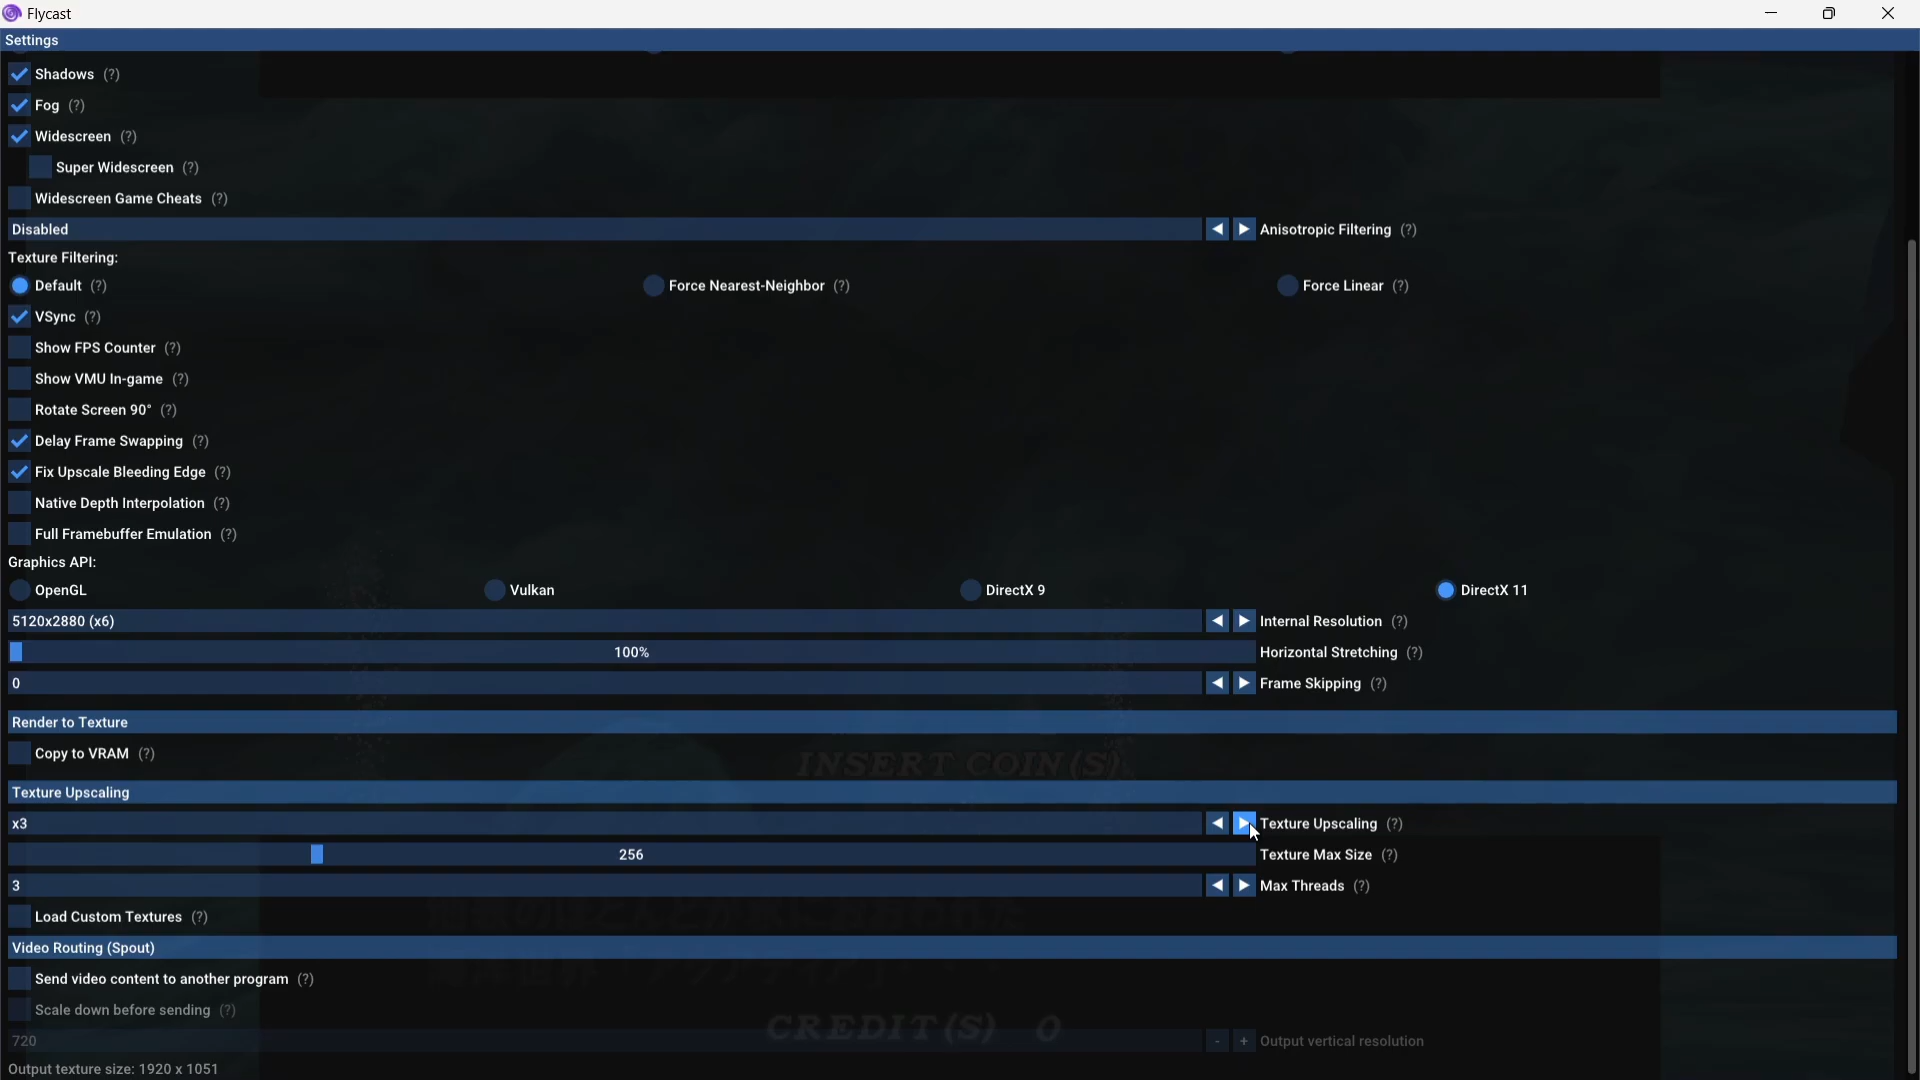 Flycast
Settings
Shadows (?)
Fog (?)
Widescreen (?)
Super Widescreen (?)
Widescreen Game Cheats (?)
Disabled Anisotropic Filtering (?)
Texture Filtering:
Default (?) Force Nearest-Neighbor (?) Force Linear (?)
VSync (?)
Show FPS Counter (?)
Show VMU In-game (?)
Rotate Screen 90° (?)
Delay Frame Swapping (?)
Fix Upscale Bleeding Edge (?)
Native Depth Interpolation (?)
Full Framebuffer Emulation (?)
Graphics API:
OpenGL Vulkan DirectX 9 DirectX 11
5120x2880 (x6) Internal Resolution (?)
100% Horizontal Stretching (?)
0 Frame Skipping (?)
Render to Texture
Copy to VRAM (?)
INSERT COIN(S)
Texture Upscaling
x3 Texture Upscaling (?)
256 Texture Max Size (?)
3 Max Threads (?)
Load Custom Textures (?)
Video Routing (Spout)
Send video content to another program (?)
Scale down before sending (?)
CREDIT(S) 0
720 - + Output vertical resolution
Output texture size: 1920 x 1051